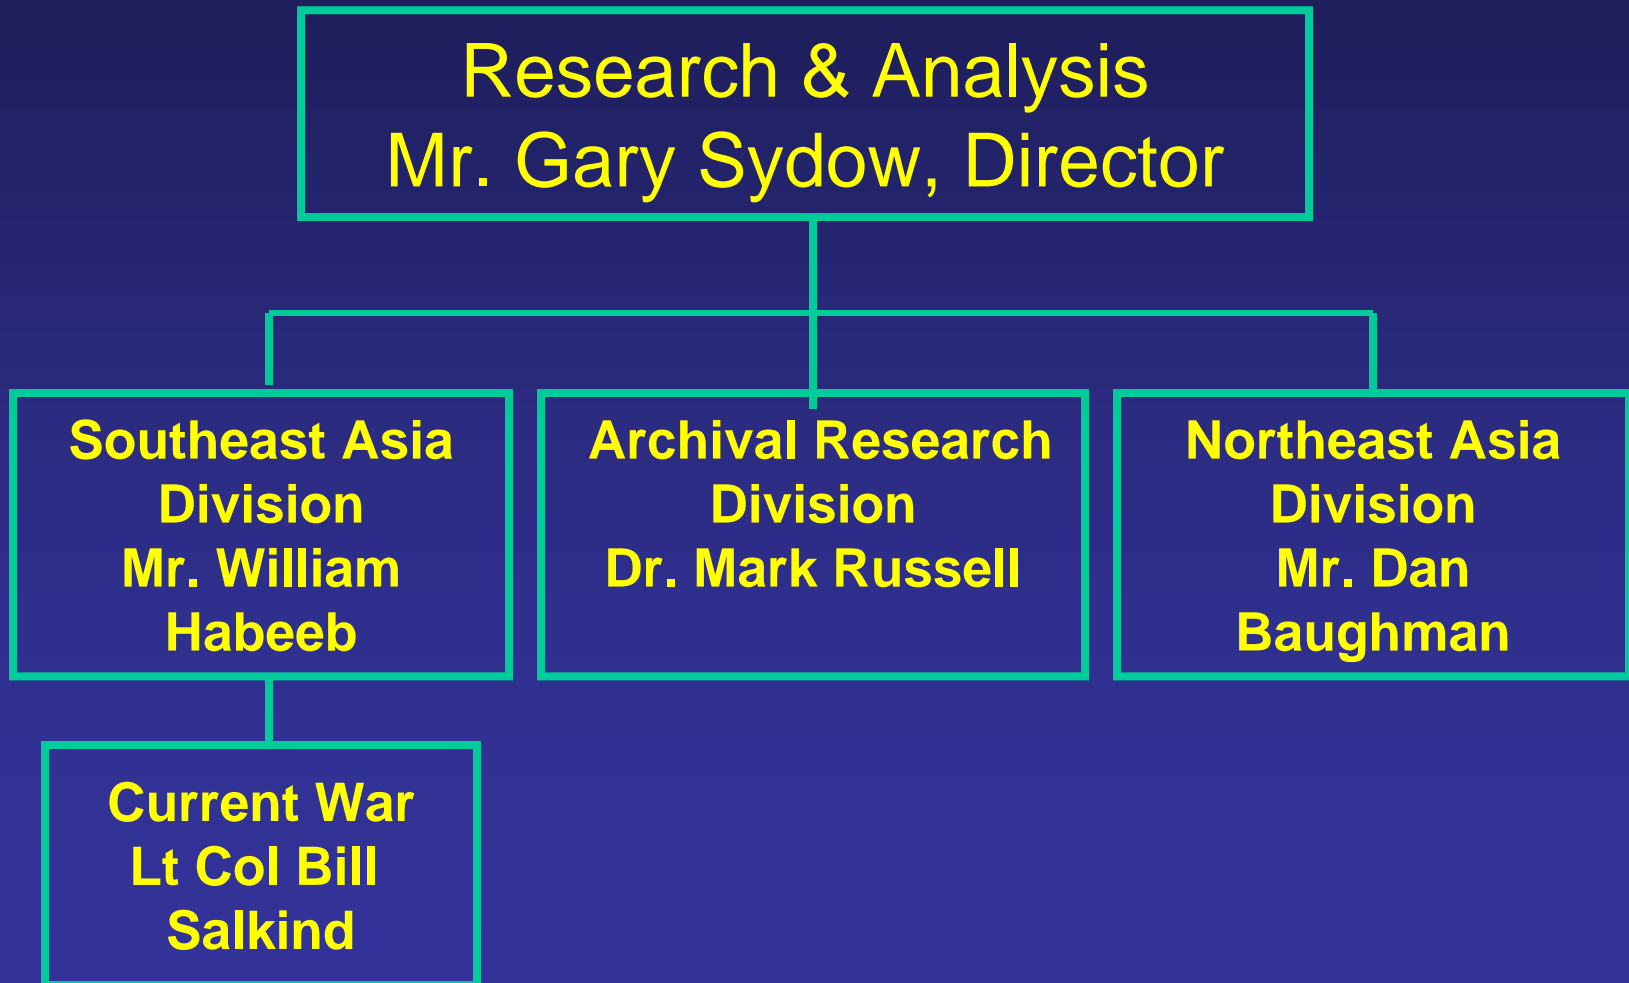 Research & Analysis
Mr. Gary Sydow, Director
Southeast Asia
Division
Mr. William
Habeeb
Archival Research
Division
Dr. Mark Russell
Northeast Asia
Division
Mr. Dan
Baughman
Current War
Lt Col Bill
Salkind